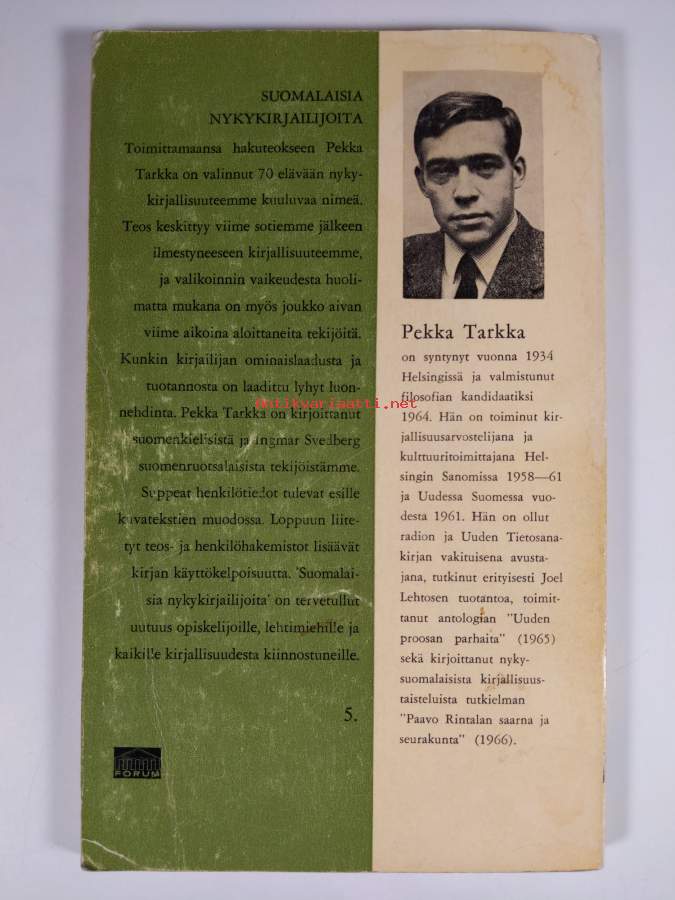 SUOMALAISIA
NYKYKIRJAILIJOITA
Toimittamaansa hakuteokseen Pekka
Tarkka on valinnut 70 elävään nyky-
kirjallisuuteemme kuuluvaa nimeä.
Teos keskittyy viime sotiemme jälkeen
ilmestyneeseen kirjallisuuteemme,
ja valikoinnin vaikeudesta huoli-
matta mukana on myös joukko aivan
viime aikoina aloittaneita tekijöitä.
Kunkin kirjailijan ominaislaadusta ja
tuotannosta on laadittu lyhyt luon-
nehdinta. Pekka Tarkka on kirjoittanut
suomenkielisistä ja Ingmar Svedberg
suomenruotsalaisista tekijöistämme.
Suppeat henkilötiedot tulevat esille
kuvatekstien muodossa. Loppuun liite-
tyt teos- ja henkilöhakemistot lisäävät
kirjan käyttökelpoisuutta. 'Suomalai-
sia nykykirjailijoita' on tervetullut
uutuus opiskelijoille, lehtimiehille ja
kaikille kirjallisuudesta kiinnostuneille.
5.
FORUM
Pekka Tarkka
on syntynyt vuonna 1934
Helsingissä ja valmistunut
filosofian kandidaatiksi
1964. Hän on toiminut kir-
jallisuusarvostelijana ja
kulttuuritoimittajana Hel-
singin Sanomissa 1958—61
ja Uudessa Suomessa vuo-
desta 1961. Hän on ollut
radion ja Uuden Tietosana-
kirjan vakituisena avusta-
jana, tutkinut erityisesti Joel
Lehtosen tuotantoa, toimit-
tanut antologian "Uuden
proosan parhaita" (1965)
sekä kirjoittanut nyky-
suomalaisista kirjallisuus-
taisteluista tutkielman
"Paavo Rintalan saarna ja
seurakunta" (1966).
antikvariaatti.net